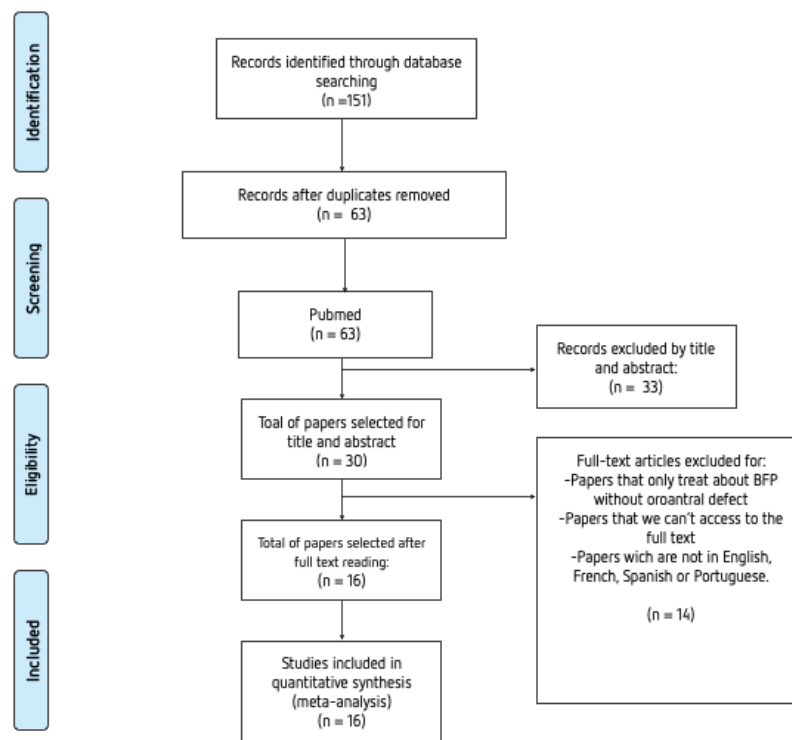 Identification
Records identified through database
searching
(n =151)
Records after duplicates removed
(n = 63)
Screening
Pubmed
(n = 63)
Records excluded by title
and abstract:
(n = 33)
Eligibility
Toal of papers selected for
title and abstract
(n = 30)
Full-text articles excluded for:
-Papers that only treat about BFP
without oroantral defect
-Papers that we can't access to the
full text
-Papers wich are not in English,
French, Spanish or Portuguese.
(n = 14)
Total of papers selected after
full text reading:
(n = 16)
Included
Studies included in
quantitative synthesis
(meta-analysis)
(n = 16)